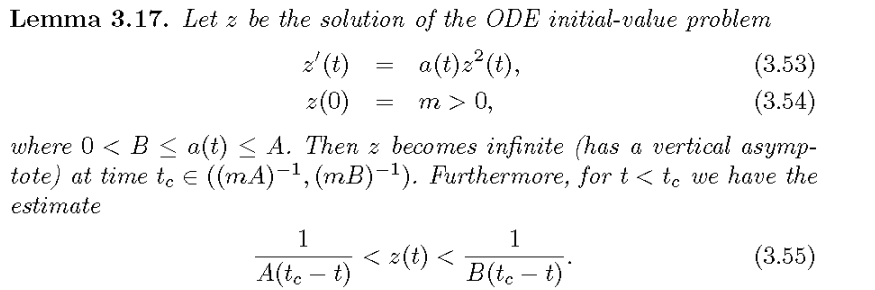 Lemma 3.17. Let z be the solution of the ODE initial-value problem
z′(t) = a(t)z²(t), (3.53)
z(0) = m > 0, (3.54)
where 0 < B ≤ a(t) ≤ A. Then z becomes infinite (has a vertical asymp-
tote) at time t_c ∈ ((mA)⁻¹, (mB)⁻¹). Furthermore, for t < t_c we have the
estimate
1/(A(t_c − t)) < z(t) < 1/(B(t_c − t)). (3.55)